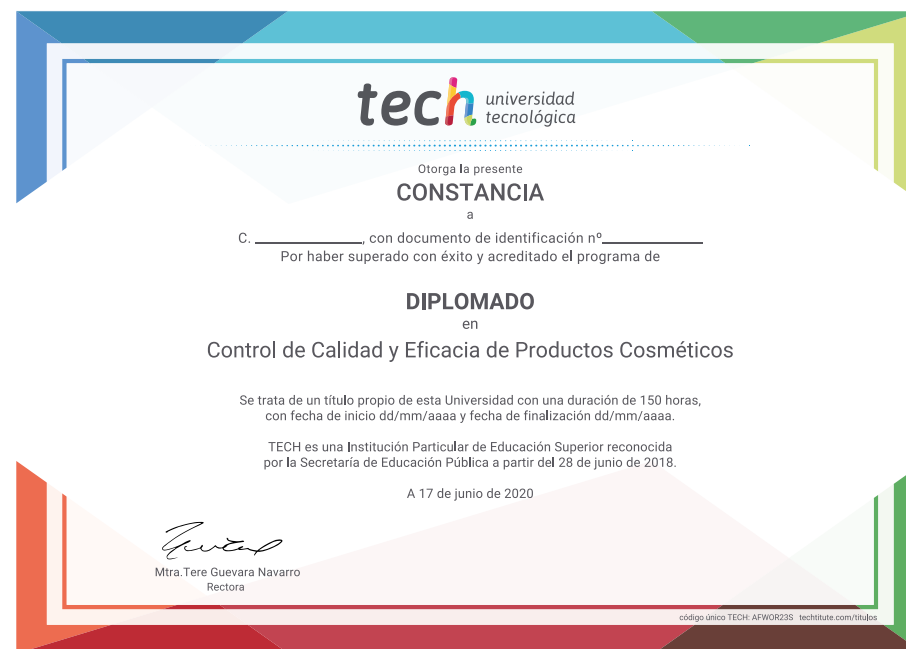 tech universidad
tecnológica
Otorga la presente
CONSTANCIA
a
C. ______________, con documento de identificación nº______________
Por haber superado con éxito y acreditado el programa de
DIPLOMADO
en
Control de Calidad y Eficacia de Productos Cosméticos
Se trata de un título propio de esta Universidad con una duración de 150 horas,
con fecha de inicio dd/mm/aaaa y fecha de finalización dd/mm/aaaa.
TECH es una Institución Particular de Educación Superior reconocida
por la Secretaría de Educación Pública a partir del 28 de junio de 2018.
A 17 de junio de 2020
Mtra.Tere Guevara Navarro
Rectora
código único TECH: AFWOR23S techtitute.com/titulos